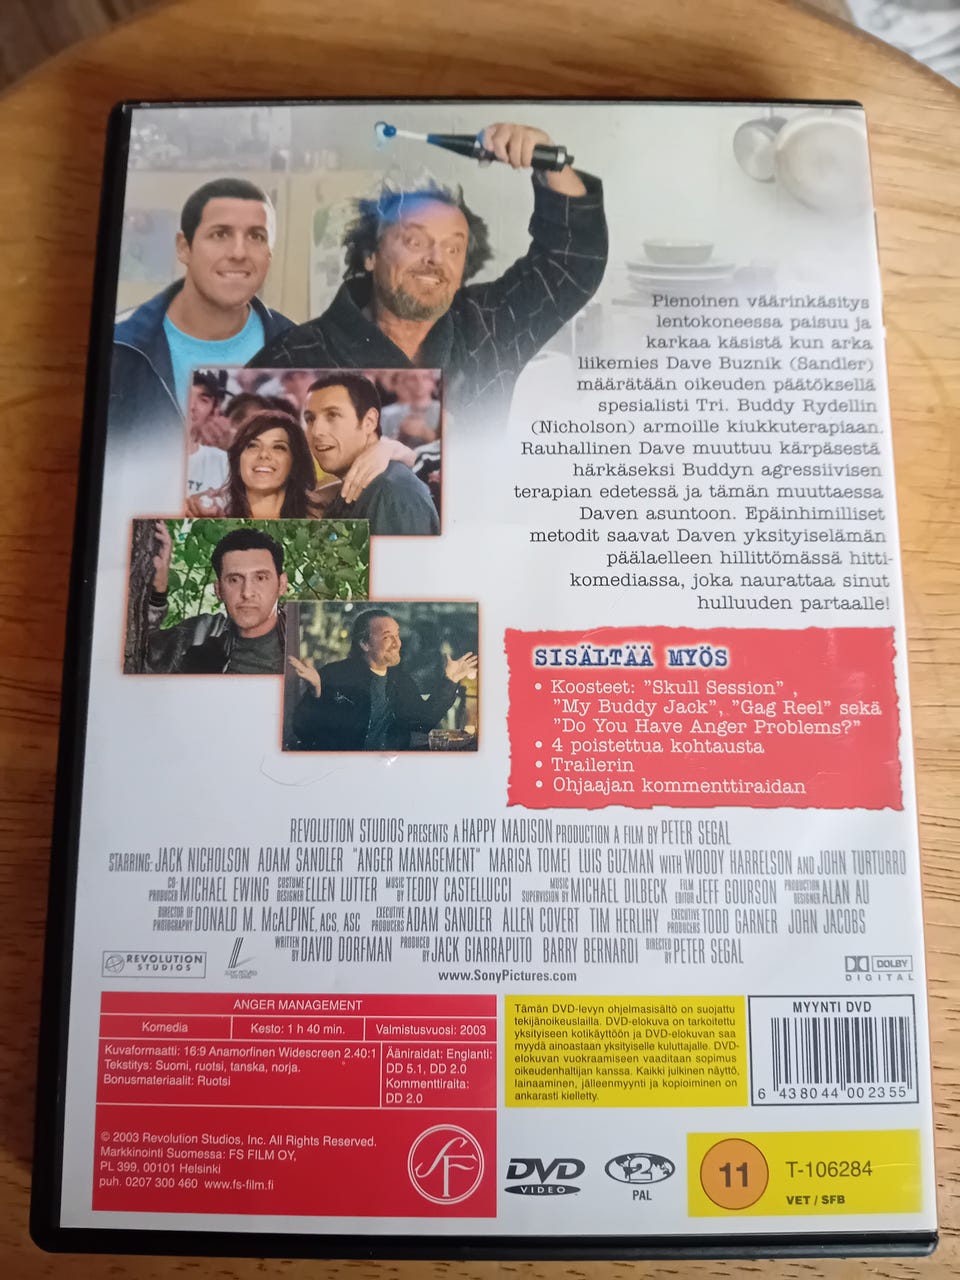 Pienoinen väärinkäsitys
lentokoneessa paisuu ja
karkaa käsistä kun arka
liikemies Dave Buznik (Sandler)
määrätään oikeuden päätöksellä
spesialisti Tri. Buddy Rydellin
(Nicholson) armoille kiukkuterapiaan.
Rauhallinen Dave muuttuu kärpäsestä
härkäseksi Buddyn agressiivisen
terapian edetessä ja tämän muuttaessa
Daven asuntoon. Epäinhimilliset
metodit saavat Daven yksityiselämän
päälaelleen hillittömässä hitti-
komediassa, joka naurattaa sinut
hulluuden partaalle!
SISÄLTÄÄ MYÖS
• Koosteet: "Skull Session" ,
"My Buddy Jack", "Gag Reel" sekä
"Do You Have Anger Problems?"
• 4 poistettua kohtausta
• Trailerin
• Ohjaajan kommenttiraidan
REVOLUTION STUDIOS PRESENTS A HAPPY MADISON PRODUCTION A FILM BY PETER SEGAL
STARRING: JACK NICHOLSON ADAM SANDLER "ANGER MANAGEMENT" MARISA TOMEI LUIS GUZMAN WITH WOODY HARRELSON AND JOHN TURTURRO
CO-PRODUCER MICHAEL EWING COSTUME DESIGNER ELLEN LUTTER MUSIC BY TEDDY CASTELLUCCI MUSIC SUPERVISION BY MICHAEL DILBECK FILM EDITOR JEFF GOURSON PRODUCTION DESIGNER ALAN AU
DIRECTOR OF PHOTOGRAPHY DONALD M. McALPINE, ACS, ASC EXECUTIVE PRODUCERS ADAM SANDLER ALLEN COVERT TIM HERLIHY EXECUTIVE PRODUCERS TODD GARNER JOHN JACOBS
WRITTEN BY DAVID DORFMAN PRODUCED BY JACK GIARRAPUTO BARRY BERNARDI DIRECTED BY PETER SEGAL
REVOLUTION STUDIOS
www.SonyPictures.com
DOLBY
DIGITAL
ANGER MANAGEMENT
Komedia Kesto: 1 h 40 min. Valmistusvuosi: 2003
Kuvaformaatti: 16:9 Anamorfinen Widescreen 2.40:1
Tekstitys: Suomi, ruotsi, tanska, norja.
Bonusmateriaalit: Ruotsi
Ääniraidat: Englanti:
DD 5.1, DD 2.0
Kommenttiraita:
DD 2.0
Tämän DVD-levyn ohjelmasisältö on suojattu
tekijänoikeuslailla. DVD-elokuva on tarkoitettu
yksityiseen kotikäyttöön ja DVD-elokuvan saa
myydä ainoastaan yksityiselle kuluttajalle. DVD-
elokuvan vuokraamiseen vaaditaan sopimus
oikeudenhaltijan kanssa. Kaikki julkinen näyttö,
lainaaminen, jälleenmyynti ja kopioiminen on
ankarasti kielletty.
MYYNTI DVD
6 438044 002355
© 2003 Revolution Studios, Inc. All Rights Reserved.
Markkinointi Suomessa: FS FILM OY,
PL 399, 00101 Helsinki
puh. 0207 300 460 www.fs-film.fi
SF
DVD
VIDEO
2
PAL
11
T-106284
VET / SFB